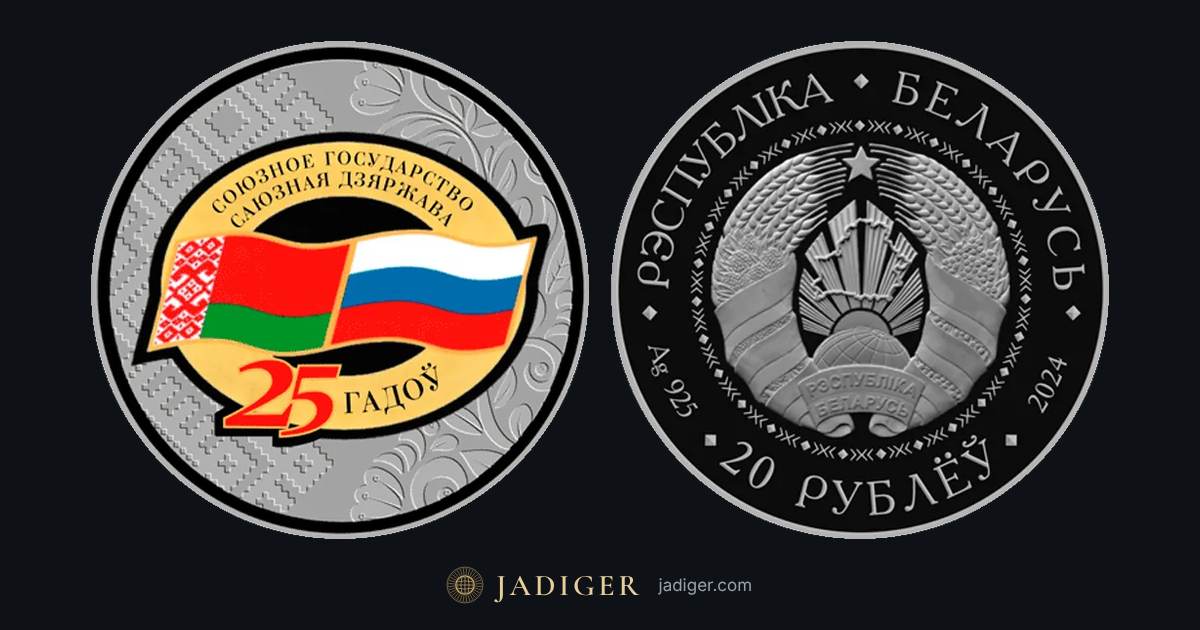 СОЮЗНОЕ ГОСУДАРСТВО
САЮЗНАЯ ДЗЯРЖАВА
25 ГАДОЎ
РЭСПУБЛІКА БЕЛАРУСЬ
РЭСПУБЛІКА
БЕЛАРУСЬ
Ag 925
2024
20 РУБЛЁЎ
JADIGER jadiger.com